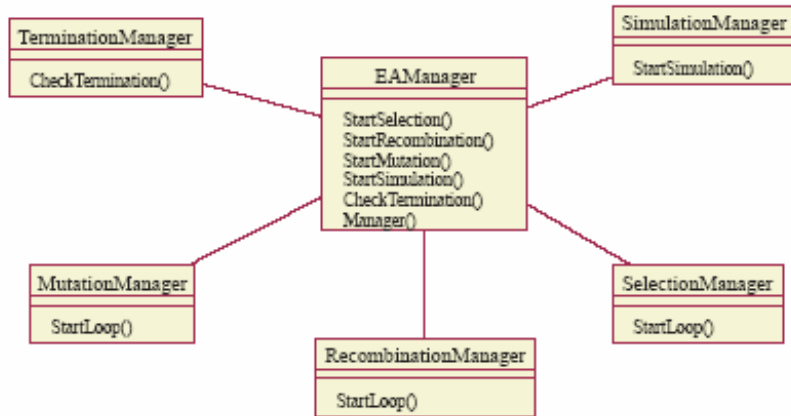 TerminationManager
CheckTermination()
SimulationManager
StartSimulation()
EAManager
StartSelection()
StartRecombination()
StartMutation()
StartSimulation()
CheckTermination()
Manager()
MutationManager
StartLoop()
RecombinationManager
StartLoop()
SelectionManager
StartLoop()